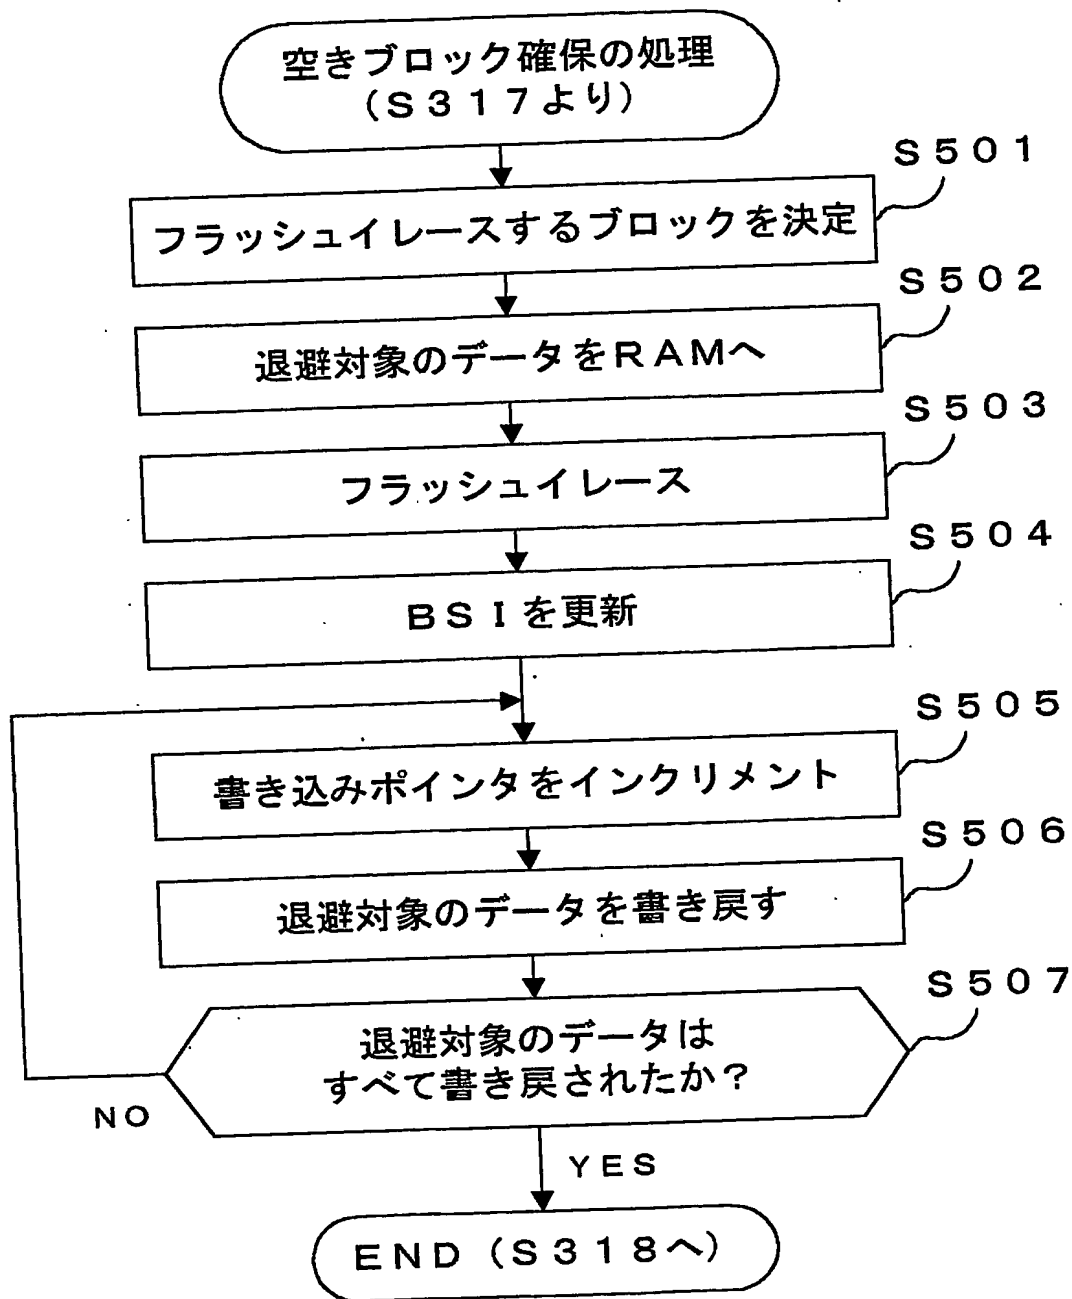 空きブロック確保の処理
(S317より)
S501
フラッシュイレースするブロックを決定
S502
退避対象のデータをRAMへ
S503
フラッシュイレース
S504
BSIを更新
S505
書き込みポインタをインクリメント
S506
退避対象のデータを書き戻す
S507
退避対象のデータは
すべて書き戻されたか？
NO
YES
END(S318へ)